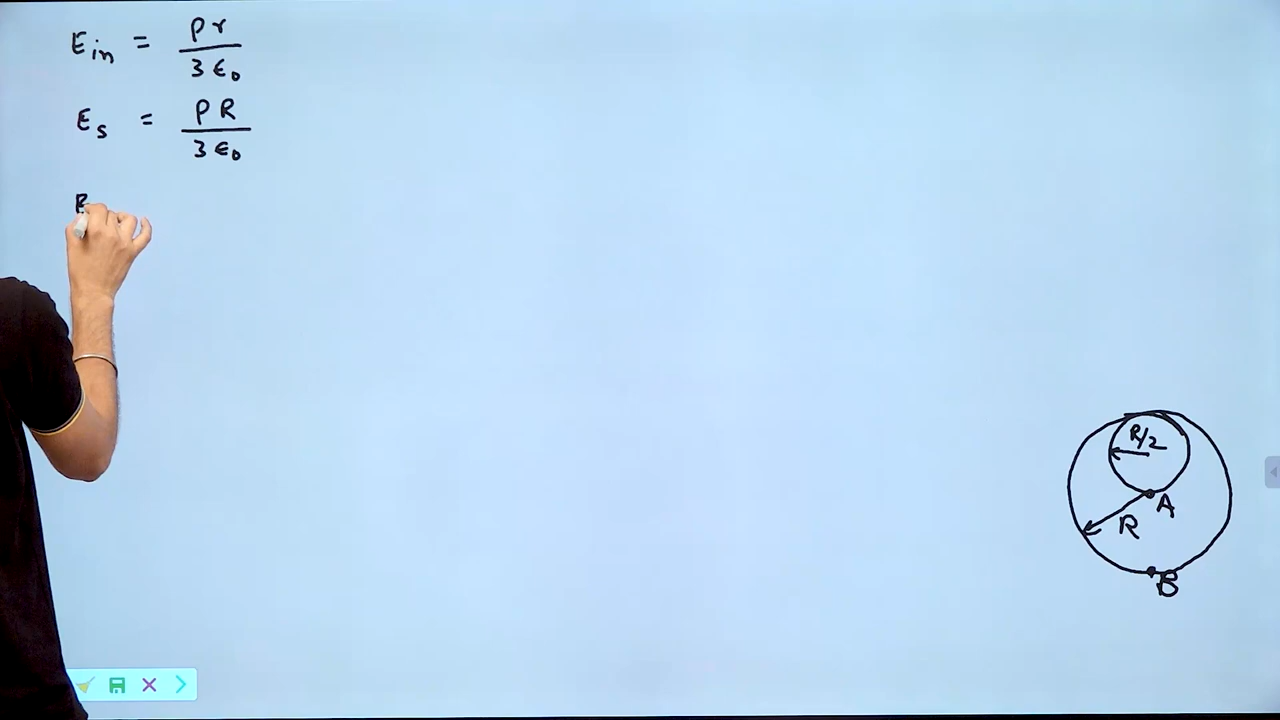 E_in = ρr / 3ε₀
E_s = ρR / 3ε₀
E
R/2
A
R
B